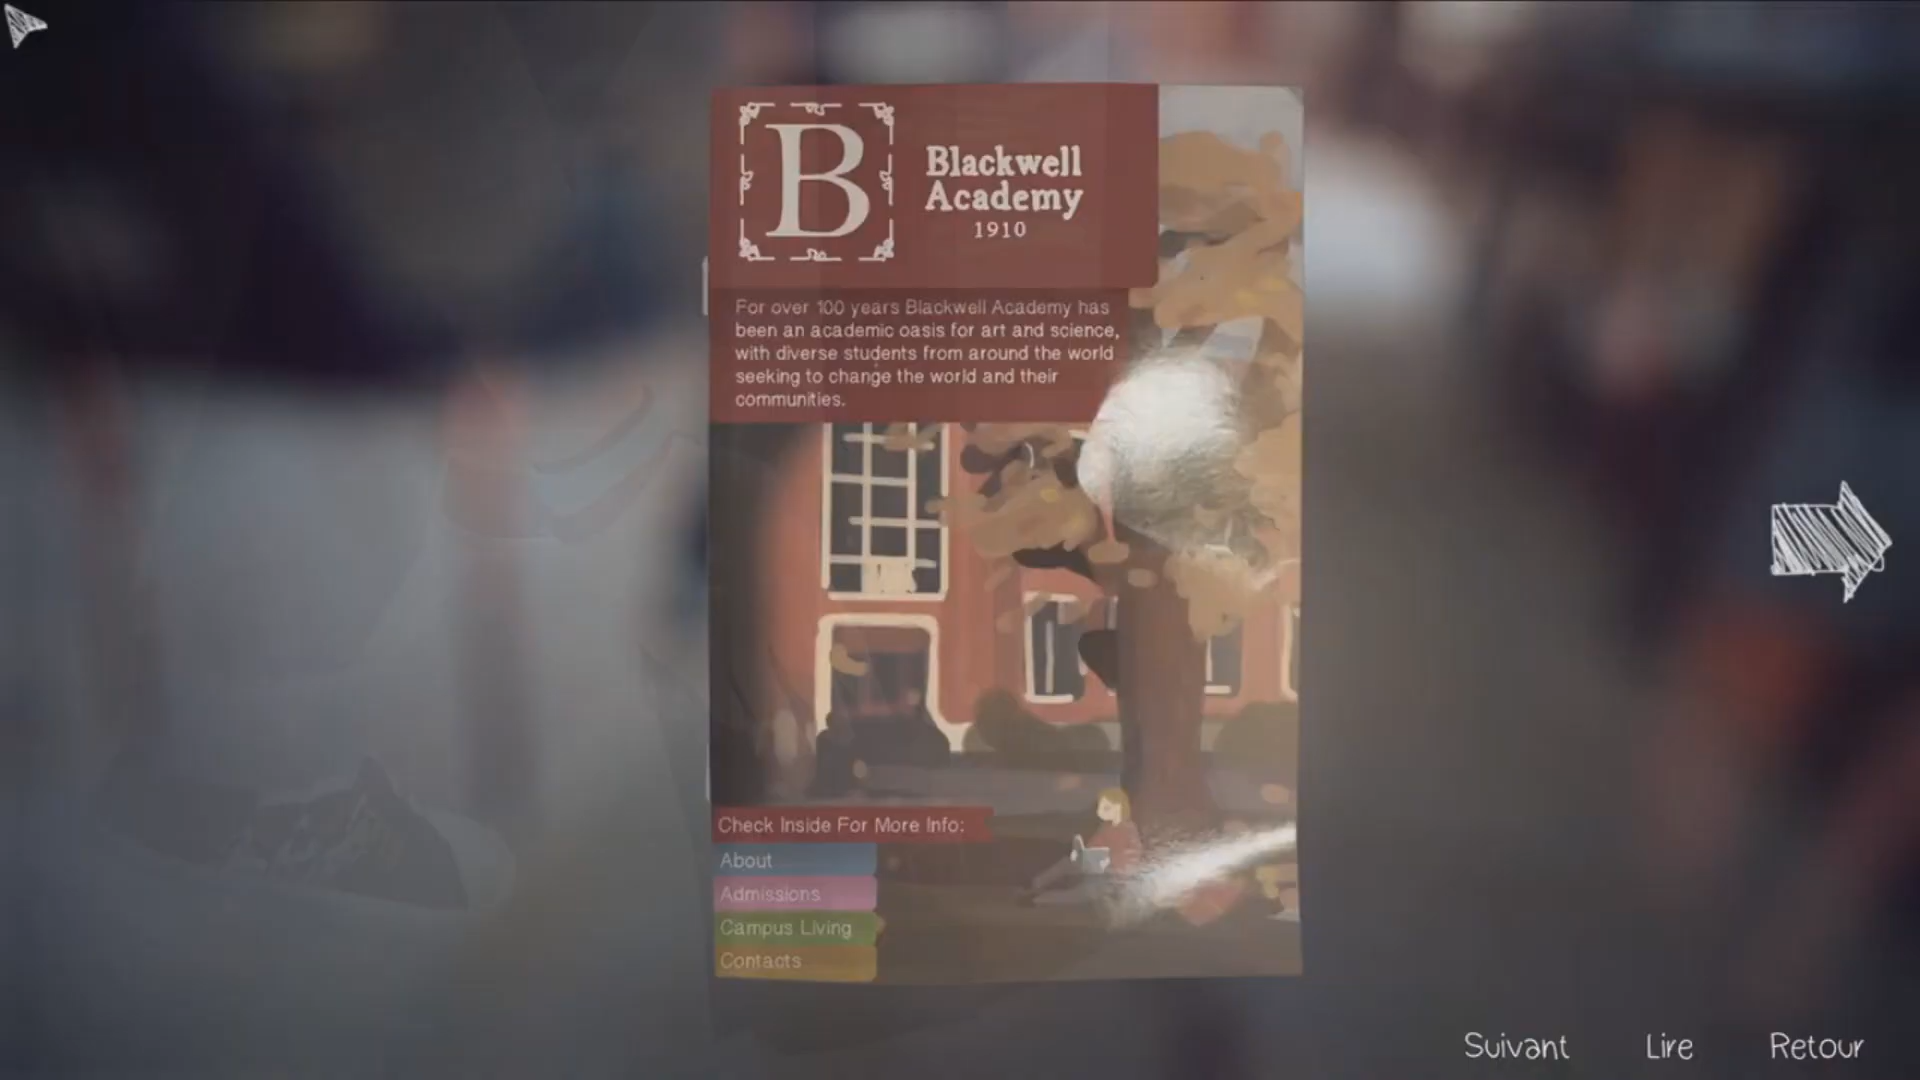 B
Blackwell
Academy
1910
For over 100 years Blackwell Academy has
been an academic oasis for art and science,
with diverse students from around the world
seeking to change the world and their
communities.
Check Inside For More Info:
About
Admissions
Campus Living
Contacts
Suivant Lire Retour